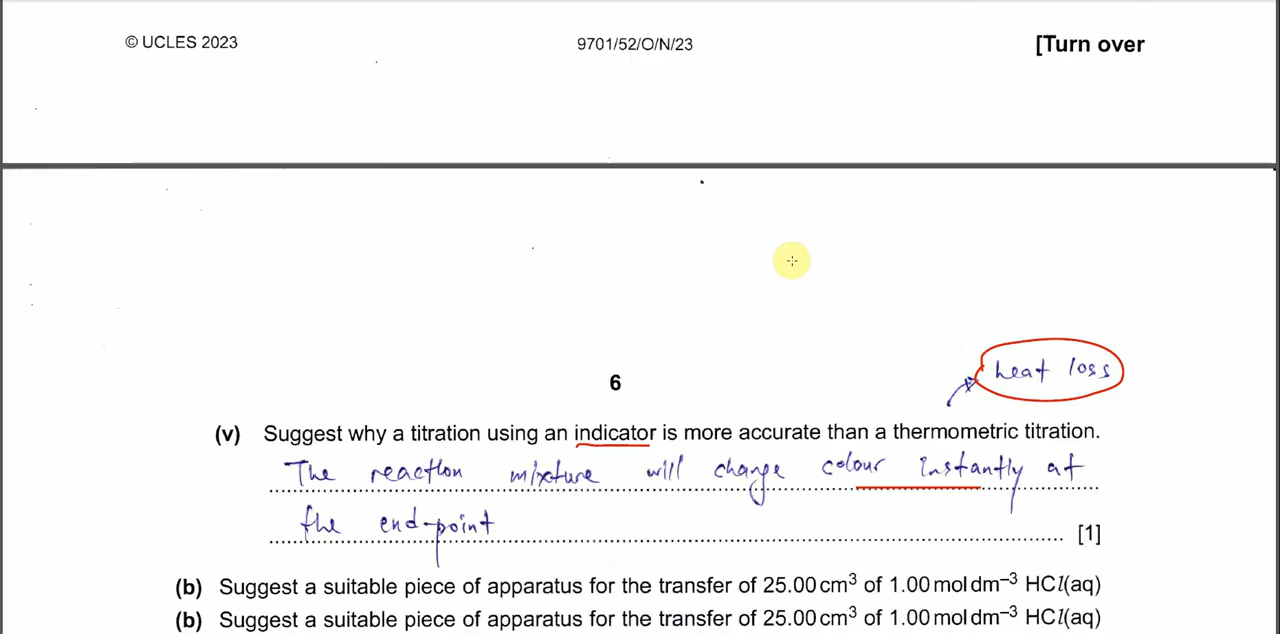 © UCLES 2023 9701/52/O/N/23 [Turn over
heat loss
6
(v) Suggest why a titration using an indicator is more accurate than a thermometric titration.
The reaction mixture will change colour instantly at
the end-point
[1]
(b) Suggest a suitable piece of apparatus for the transfer of 25.00 cm³ of 1.00 mol dm⁻³ HCl(aq)
(b) Suggest a suitable piece of apparatus for the transfer of 25.00 cm³ of 1.00 mol dm⁻³ HCl(aq)